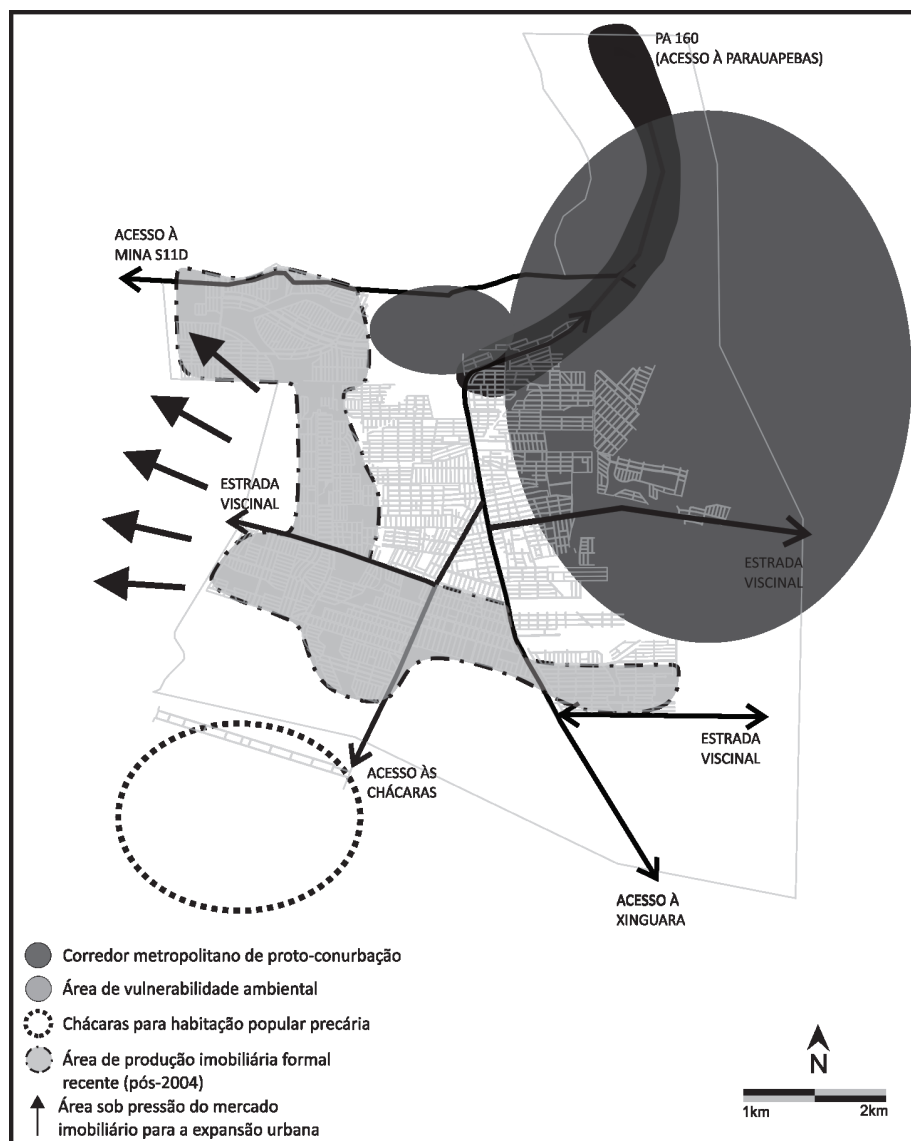 PA 160
(ACESSO À PARAUAPEBAS)
ACESSO À
MINA S11D
ESTRADA
VISCINAL
ESTRADA
VISCINAL
ESTRADA
VISCINAL
ACESSO ÀS
CHÁCARAS
ACESSO À
XINGUARA
Corredor metropolitano de proto-conurbação
Área de vulnerabilidade ambiental
Chácaras para habitação popular precária
Área de produção imobiliária formal
recente (pós-2004)
Área sob pressão do mercado
imobiliário para a expansão urbana
N
1km 2km